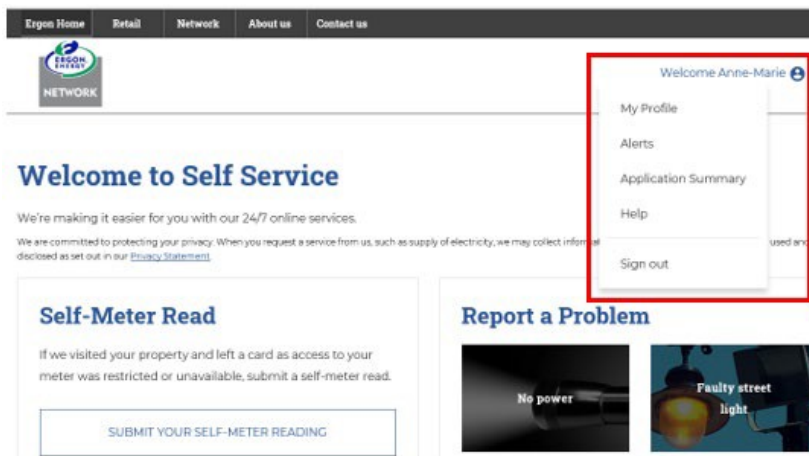 Ergon Home Retail Network About us Contact us
ERGON
ENERGY
NETWORK
Welcome Anne-Marie
My Profile
Alerts
Application Summary
Help
Sign out
Welcome to Self Service
We're making it easier for you with our 24/7 online services.
We are committed to protecting your privacy. When you request a service from us, such as supply of electricity, we may collect used and
disclosed as set out in our Privacy Statement.
Self-Meter Read
If we visited your property and left a card as access to your
meter was restricted or unavailable, submit a self-meter read.
SUBMIT YOUR SELF-METER READING
Report a Problem
No power
Faulty street
light